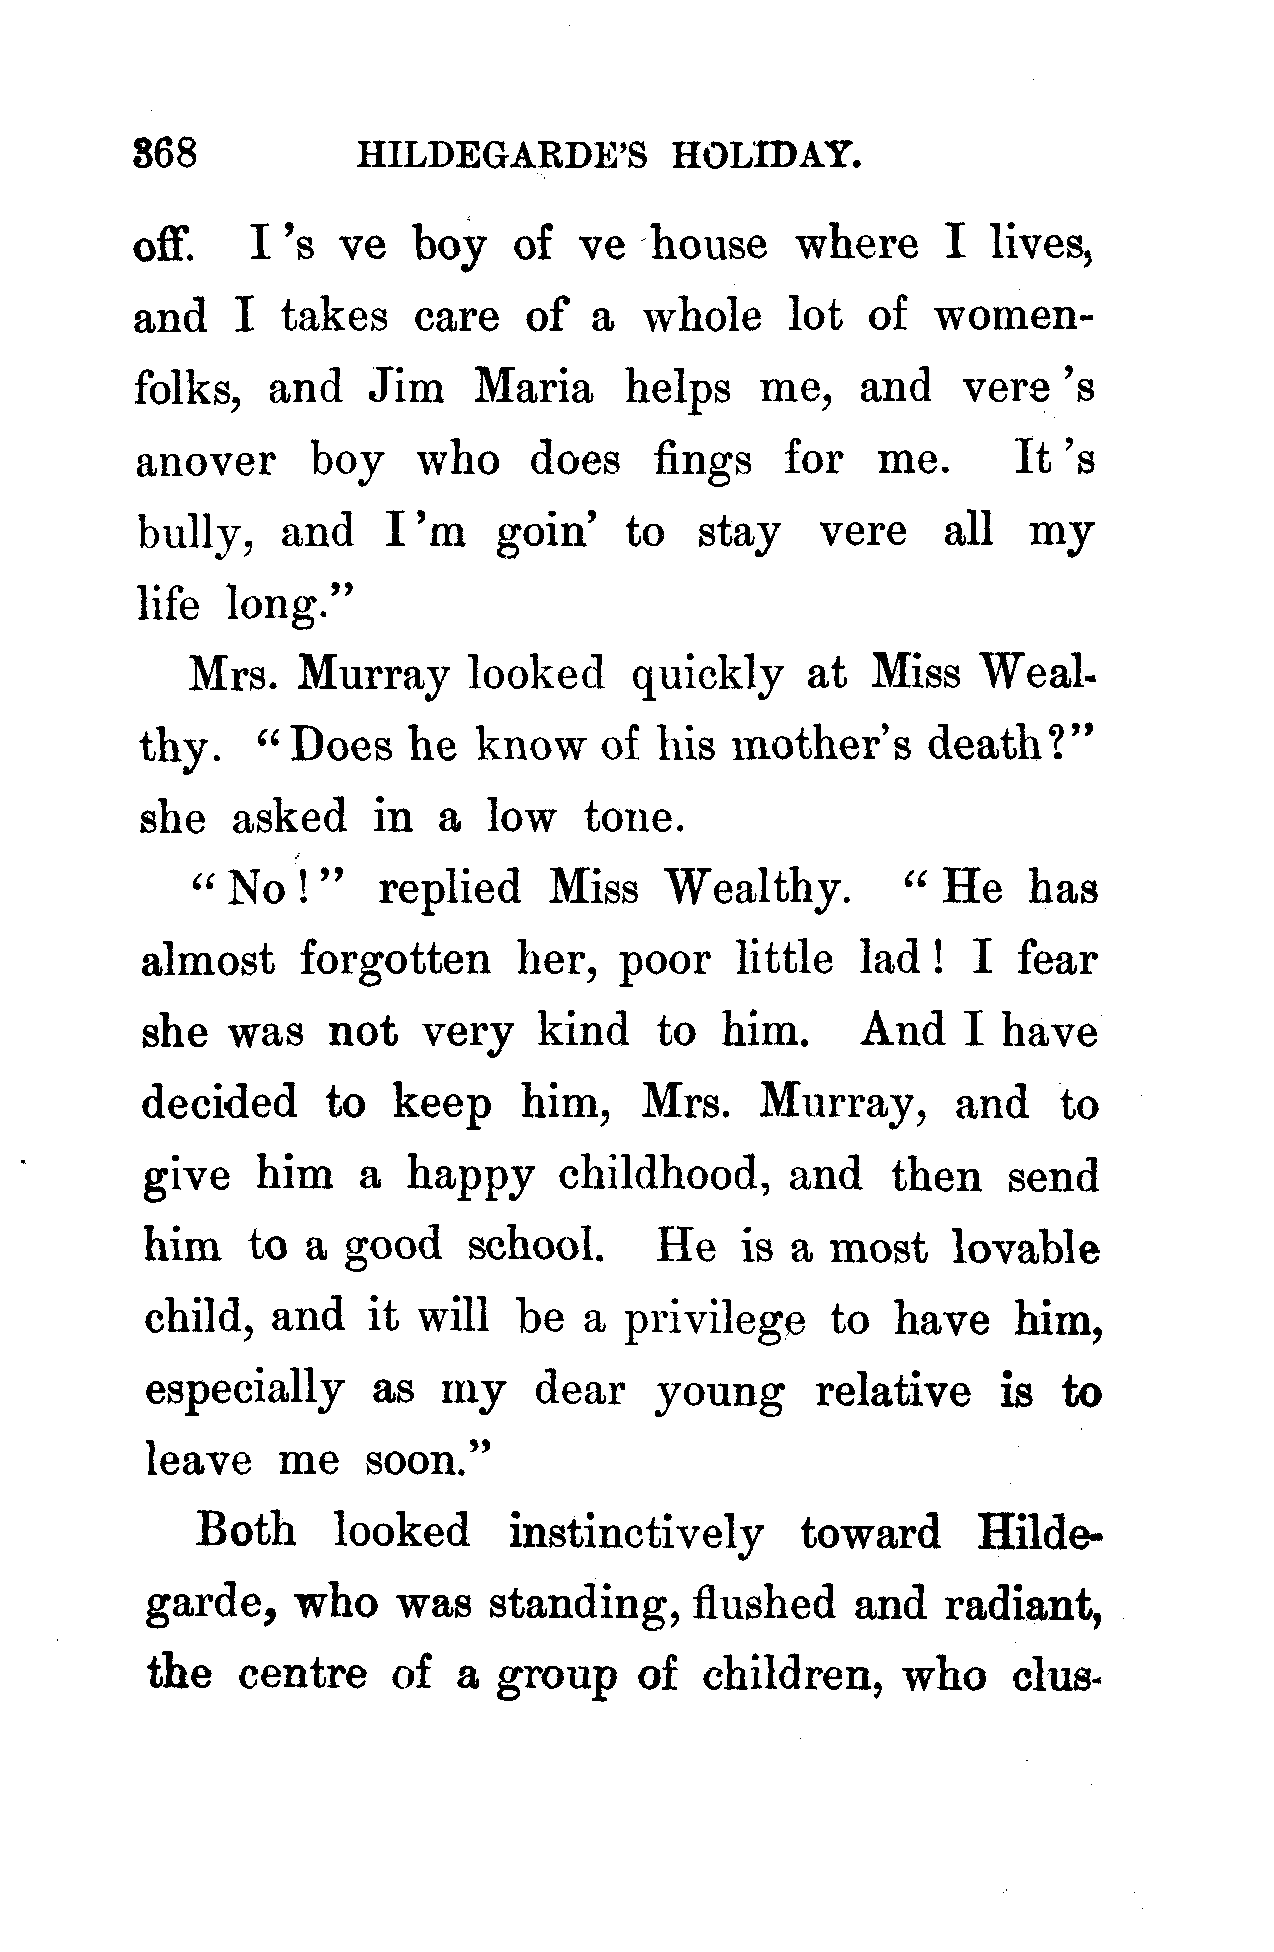 368 HILDEGARDE'S HOLIDAY.
off. I 's ve boy of ve house where I lives,
and I takes care of a whole lot of women-
folks, and Jim Maria helps me, and vere 's
anover boy who does fings for me. It 's
bully, and I 'm goin' to stay vere all my
life long."
Mrs. Murray looked quickly at Miss Weal-
thy. "Does he know of his mother's death?"
she asked in a low tone.
"No!" replied Miss Wealthy. "He has
almost forgotten her, poor little lad! I fear
she was not very kind to him. And I have
decided to keep him, Mrs. Murray, and to
give him a happy childhood, and then send
him to a good school. He is a most lovable
child, and it will be a privilege to have him,
especially as my dear young relative is to
leave me soon."
Both looked instinctively toward Hilde-
garde, who was standing, flushed and radiant,
the centre of a group of children, who clus-